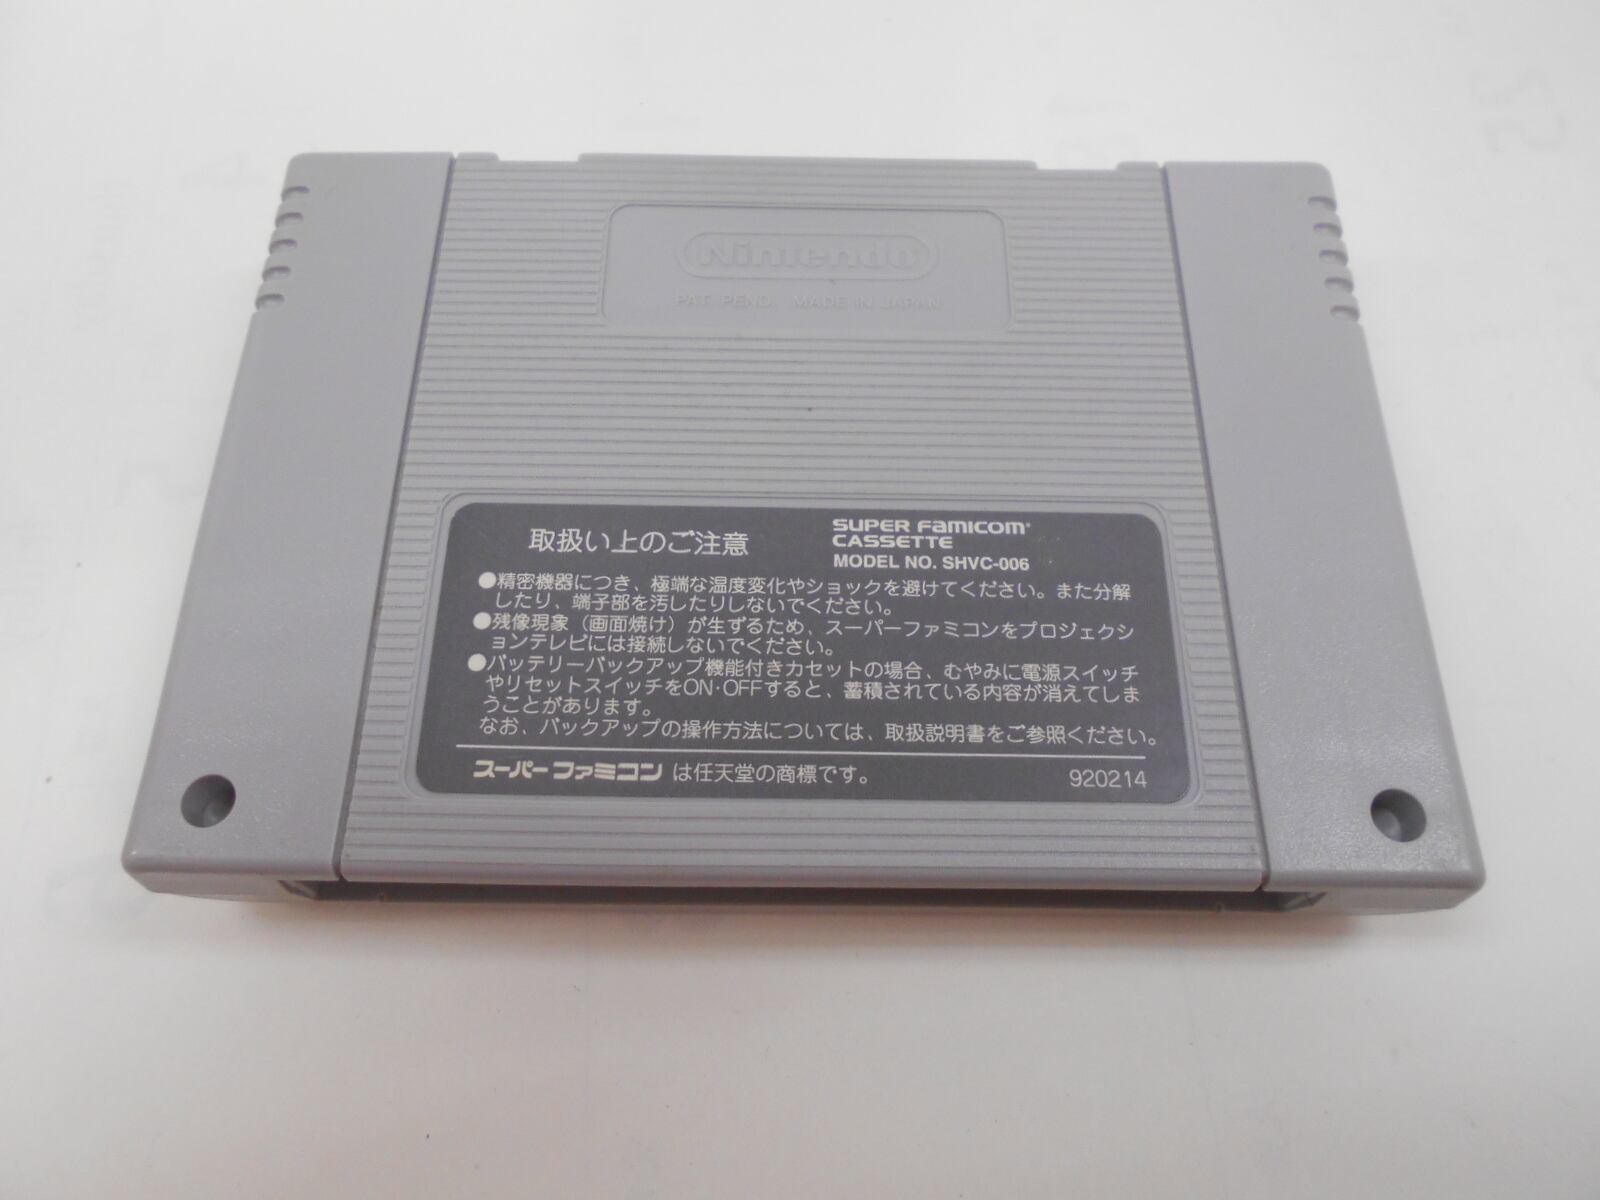 Nintendo
PAT. PEND. MADE IN JAPAN
取扱い上のご注意
SUPER FAMICOM
CASSETTE
MODEL NO. SHVC-006
●精密機器につき、極端な温度変化やショックを避けてください。また分解
したり、端子部を汚したりしないでください。
●残像現象（画面焼け）が生ずるため、スーパーファミコンをプロジェクシ
ョンテレビには接続しないでください。
●バッテリーバックアップ機能付きカセットの場合、むやみに電源スイッチ
やリセットスイッチをON・OFFすると、蓄積されている内容が消えてしま
うことがあります。
なお、バックアップの操作方法については、取扱説明書をご参照ください。
スーパーファミコンは任天堂の商標です。 920214